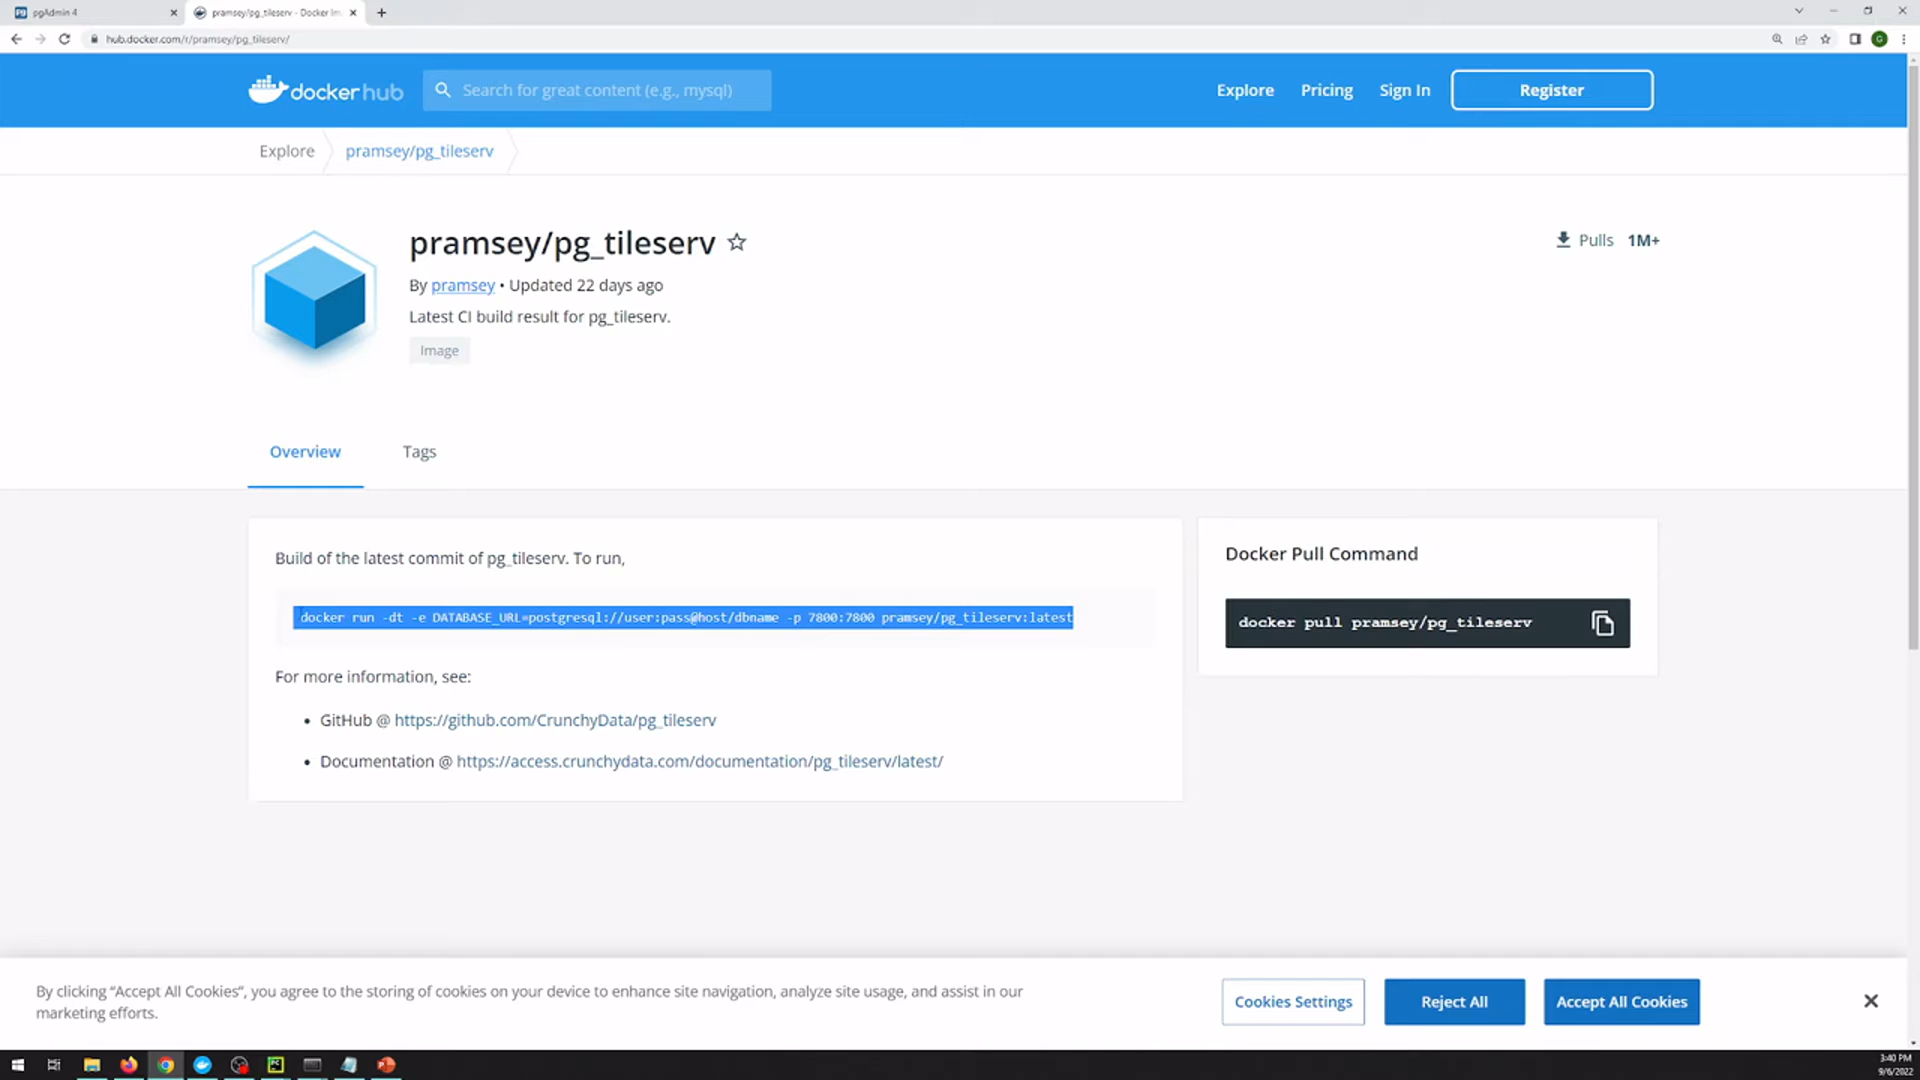 pgAdmin 4
pramsey/pg_tileserv - Docker Im
hub.docker.com/r/pramsey/pg_tileserv/
G
docker hub
Search for great content (e.g., mysql)
Explore
Pricing
Sign In
Register
Explore
pramsey/pg_tileserv
pramsey/pg_tileserv
Pulls 1M+
By pramsey • Updated 22 days ago
Latest CI build result for pg_tileserv.
Image
Overview
Tags
Build of the latest commit of pg_tileserv. To run,
docker run -dt -e DATABASE_URL=postgresql://user:pass@host/dbname -p 7800:7800 pramsey/pg_tileserv:latest
For more information, see:
• GitHub @ https://github.com/CrunchyData/pg_tileserv
• Documentation @ https://access.crunchydata.com/documentation/pg_tileserv/latest/
Docker Pull Command
docker pull pramsey/pg_tileserv
By clicking “Accept All Cookies”, you agree to the storing of cookies on your device to enhance site navigation, analyze site usage, and assist in our
marketing efforts.
Cookies Settings
Reject All
Accept All Cookies
3:40 PM
9/6/2022